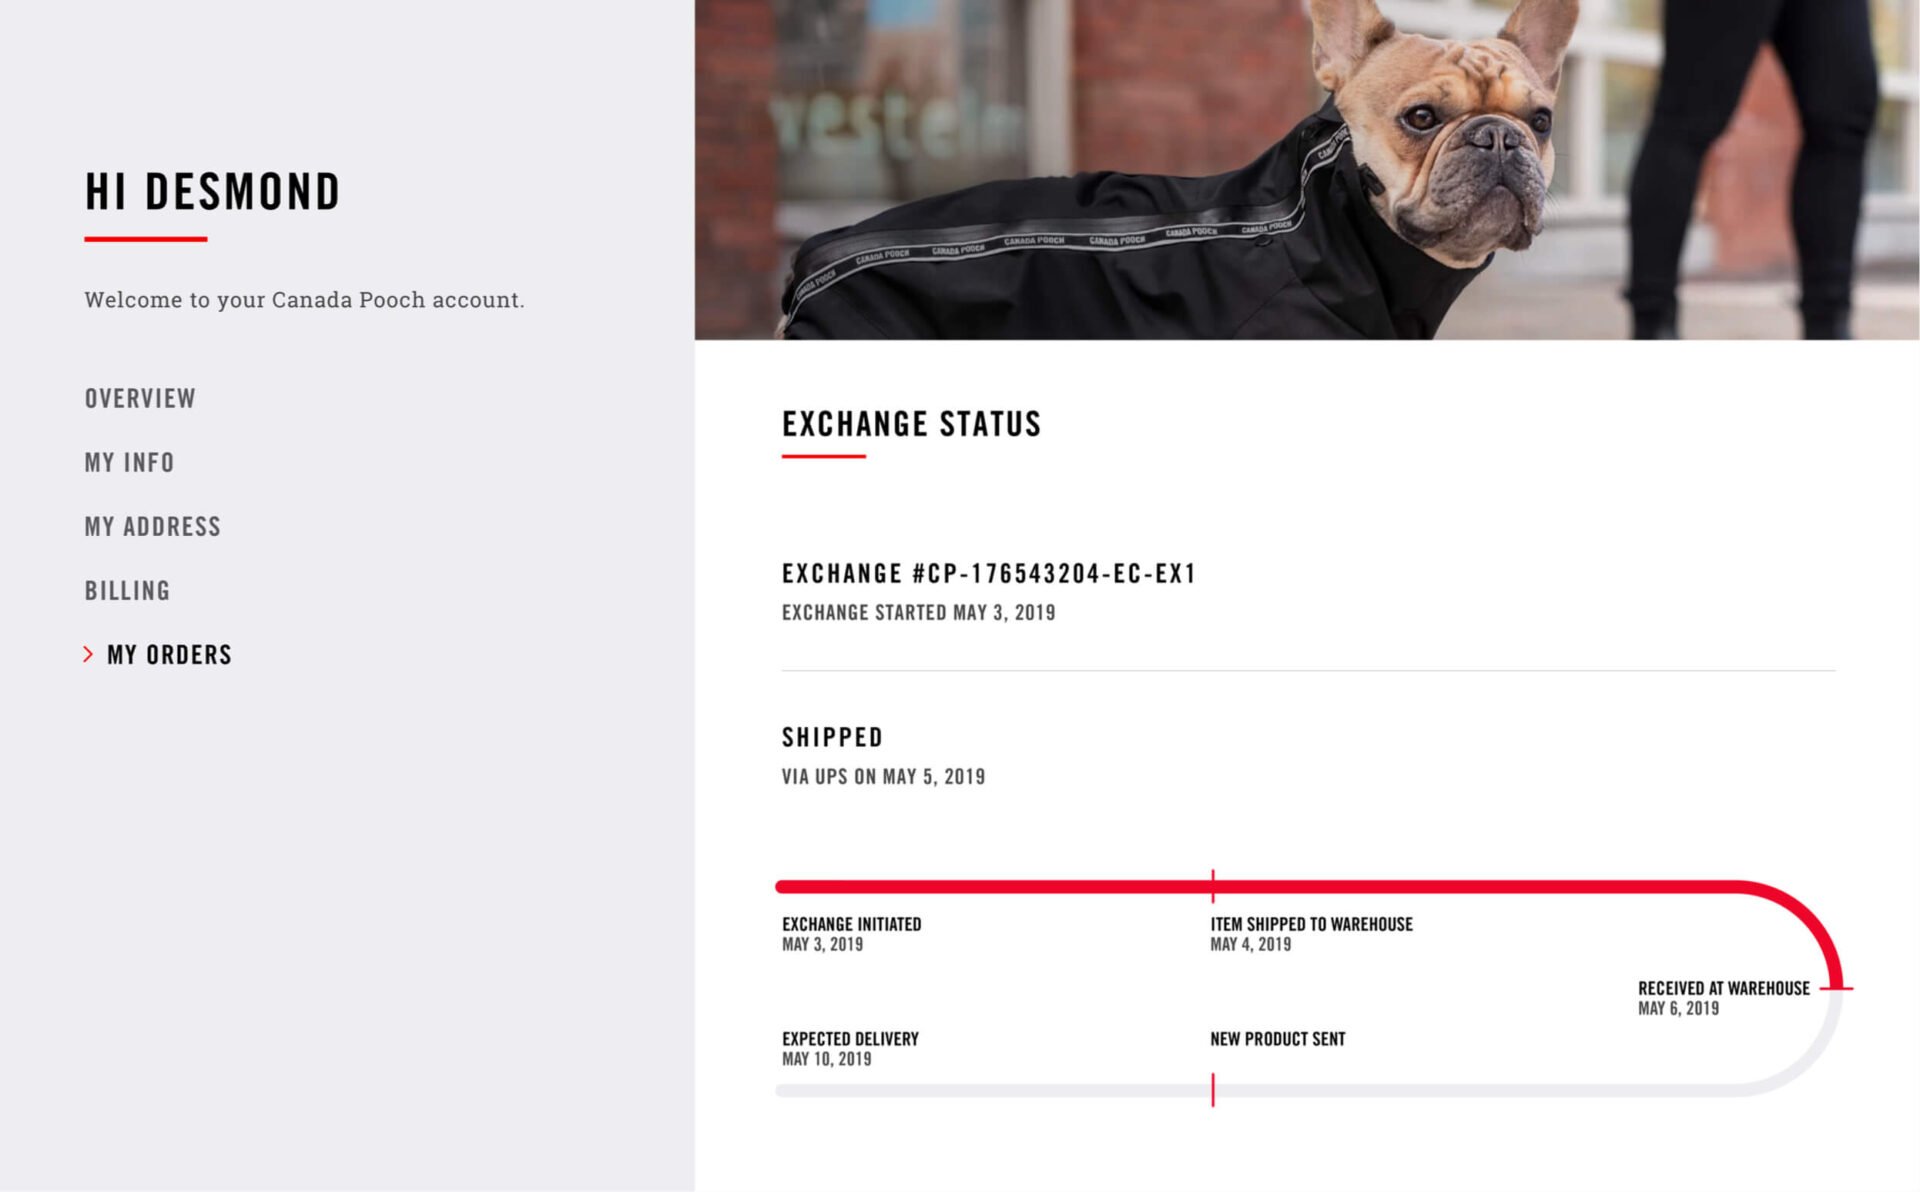 HI DESMOND
Welcome to your Canada Pooch account.
OVERVIEW
MY INFO
MY ADDRESS
BILLING
MY ORDERS
CANADA POOCH CANADA POOCH CANADA POOCH CANADA POOCH CANADA POOCH CANADA POOCH CANADA POOCH
EXCHANGE STATUS
EXCHANGE #CP-176543204-EC-EX1
EXCHANGE STARTED MAY 3, 2019
SHIPPED
VIA UPS ON MAY 5, 2019
EXCHANGE INITIATED
MAY 3, 2019
ITEM SHIPPED TO WAREHOUSE
MAY 4, 2019
RECEIVED AT WAREHOUSE
MAY 6, 2019
EXPECTED DELIVERY
MAY 10, 2019
NEW PRODUCT SENT